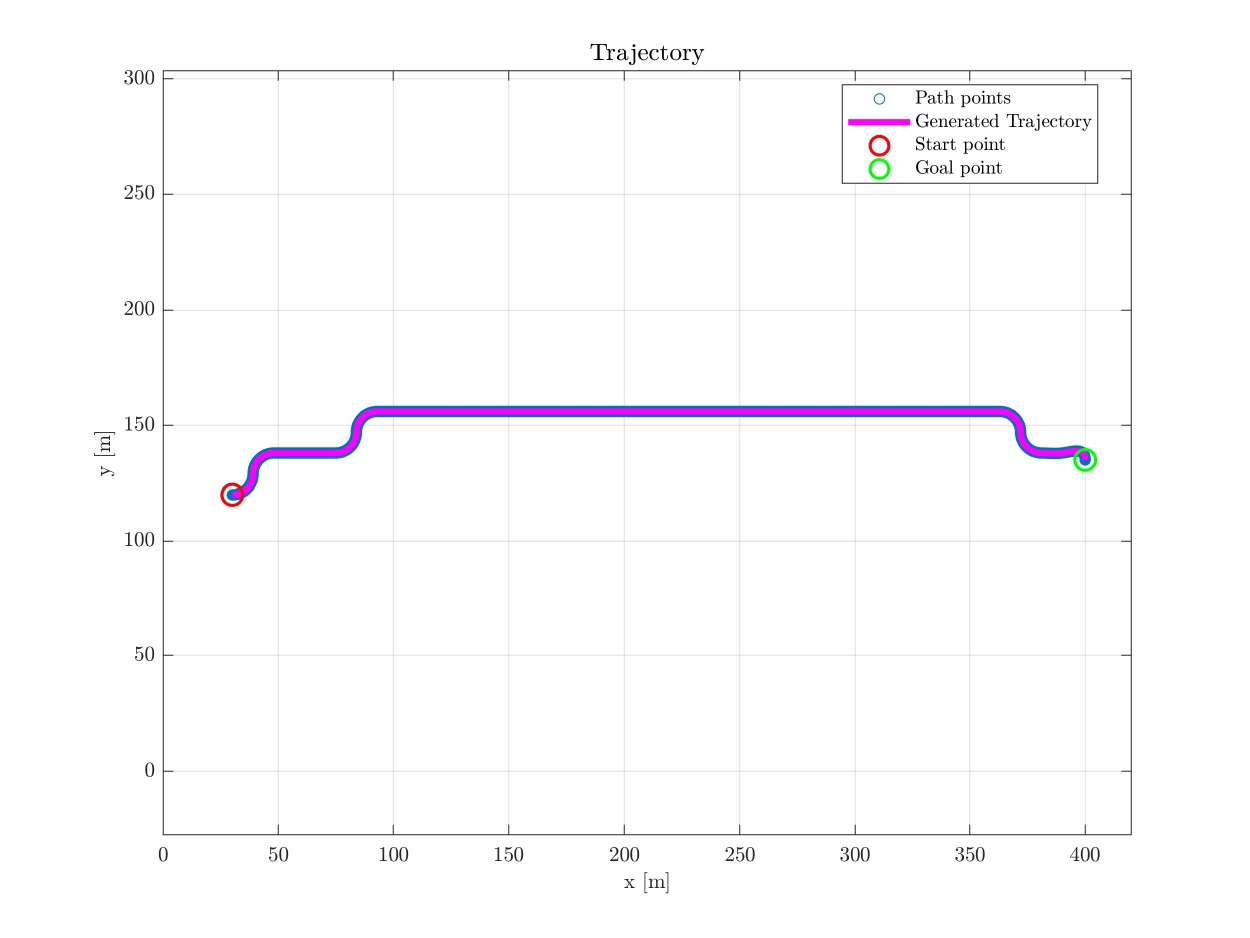 Trajectory
300
250
200
150
100
50
0
y [m]
Path points
Generated Trajectory
Start point
Goal point
0 50 100 150 200 250 300 350 400
x [m]